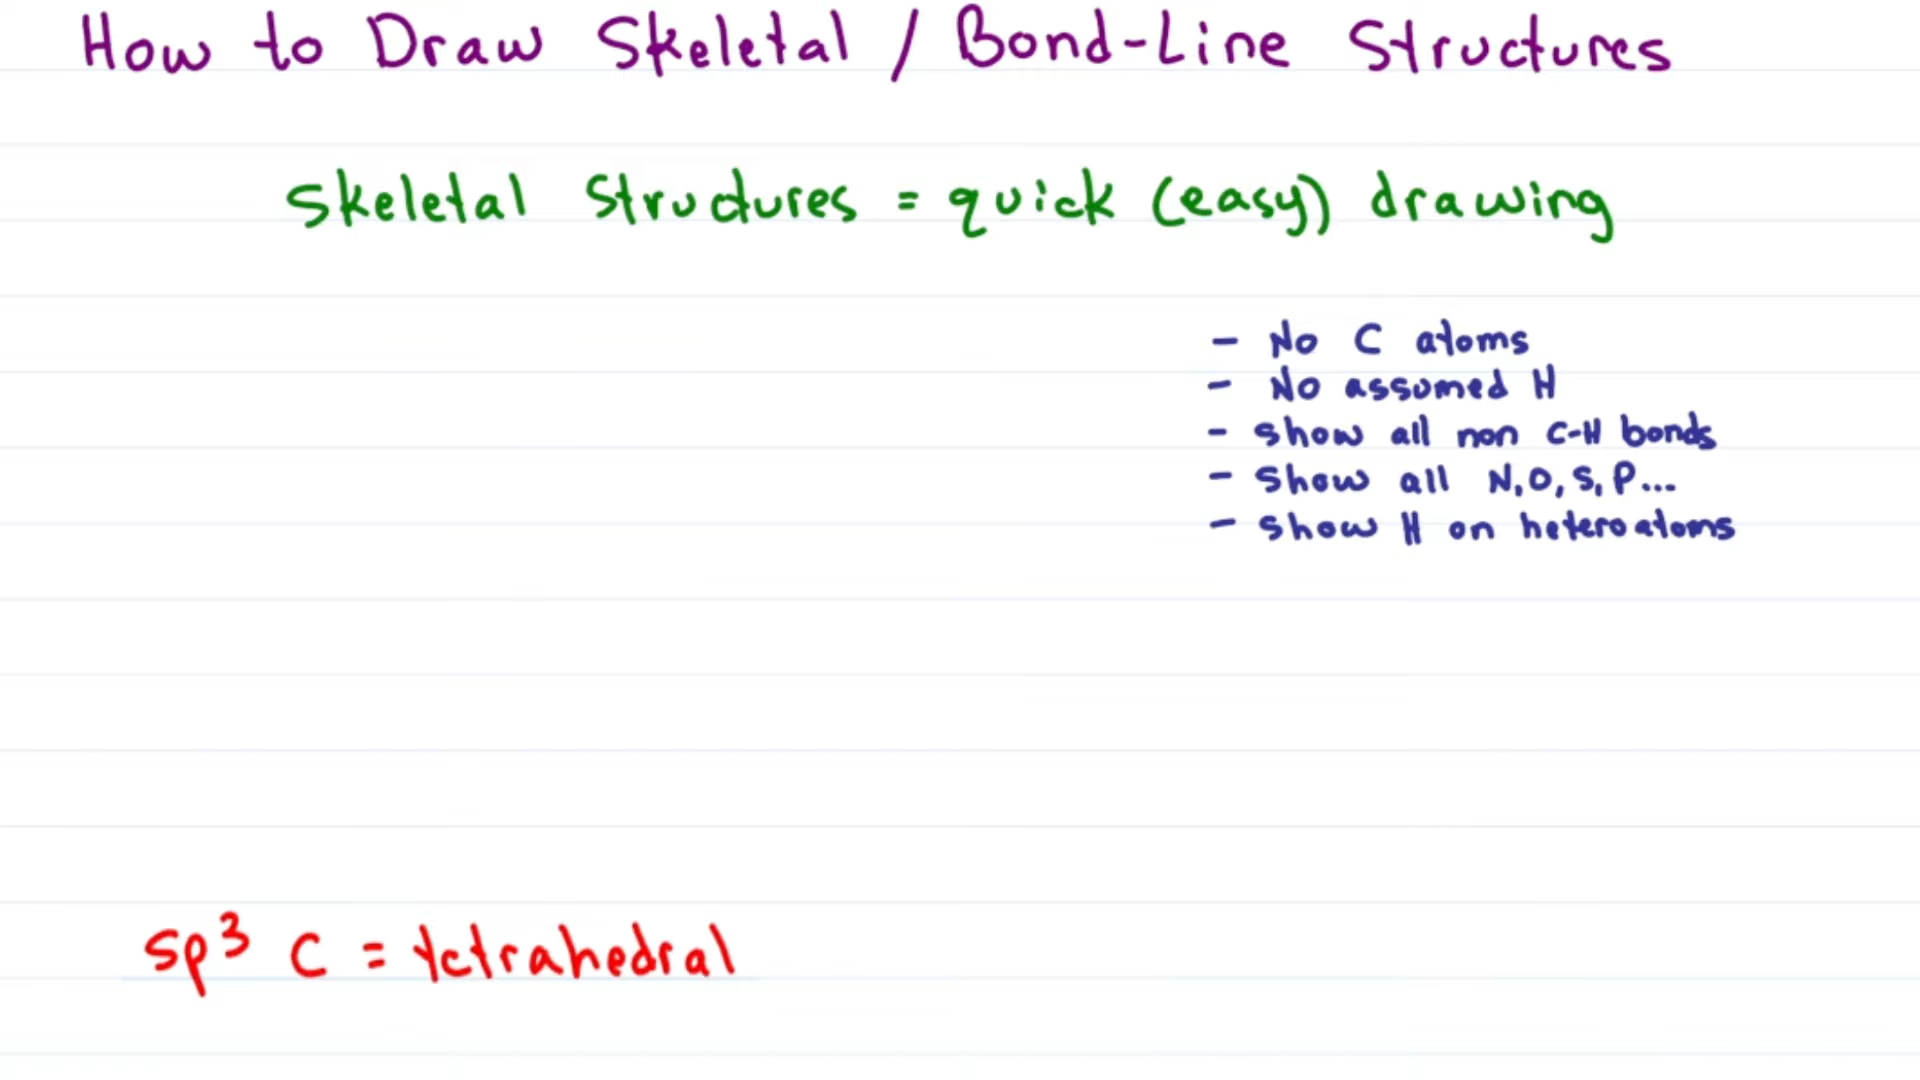 How to Draw Skeletal / Bond-Line Structures
Skeletal Structures = quick (easy) drawing
- No C atoms
- No assumed H
- Show all non C-H bonds
- Show all N, O, S, P...
- Show H on heteroatoms
sp³ C = tetrahedral